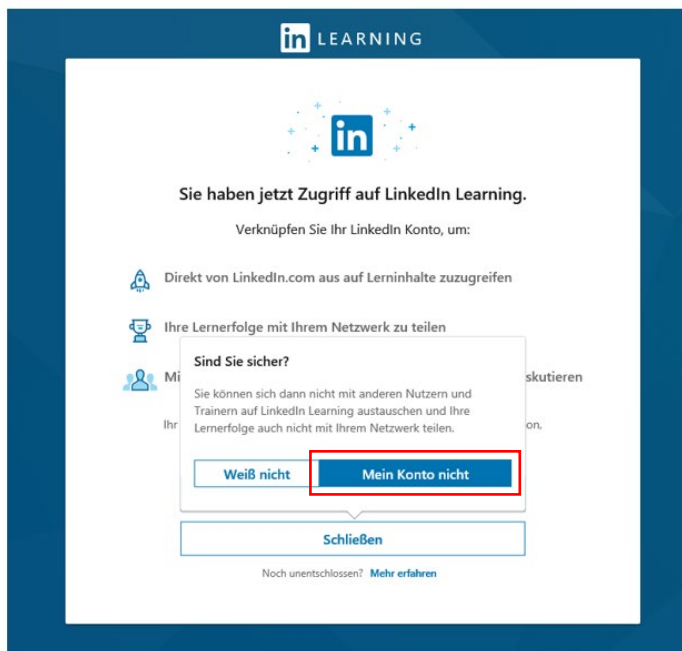 in LEARNING
in
Sie haben jetzt Zugriff auf LinkedIn Learning.
Verknüpfen Sie Ihr LinkedIn Konto, um:
Direkt von LinkedIn.com aus auf Lerninhalte zuzugreifen
Ihre Lernerfolge mit Ihrem Netzwerk zu teilen
Mi
skutieren
Ihr
on.
Sind Sie sicher?
Sie können sich dann nicht mit anderen Nutzern und
Trainern auf LinkedIn Learning austauschen und Ihre
Lernerfolge auch nicht mit Ihrem Netzwerk teilen.
Weiß nicht
Mein Konto nicht
Schließen
Noch unentschlossen? Mehr erfahren